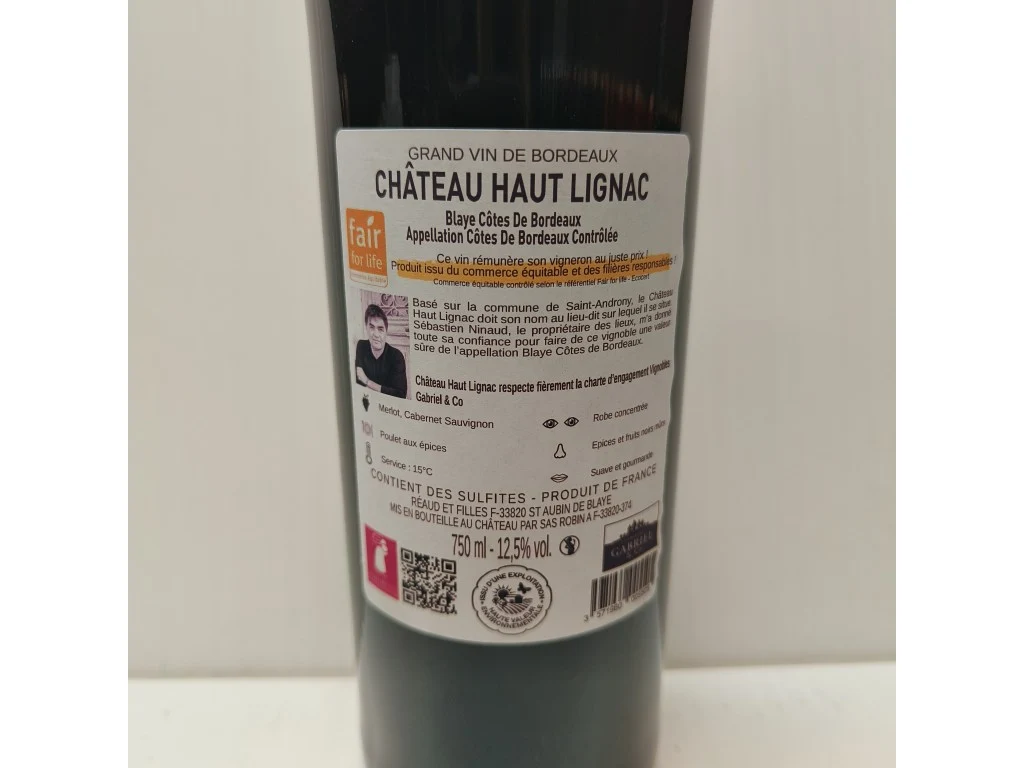 GRAND VIN DE BORDEAUX
CHÂTEAU HAUT LIGNAC
Blaye Côtes De Bordeaux
Appellation Côtes De Bordeaux Contrôlée
fair
for life
Ce vin rémunère son vigneron au juste prix !
Produit issu du commerce équitable et des filières responsables !
Commerce équitable contrôlé selon le référentiel Fair for life - Ecocert
Basé sur la commune de Saint-Androny, le Château
Haut Lignac doit son nom au lieu-dit sur lequel il se situe.
Sébastien Ninaud, le propriétaire des lieux, m'a donné
toute sa confiance pour faire de ce vignoble une valeur
sûre de l'appellation Blaye Côtes de Bordeaux.
Château Haut Lignac respecte fièrement la charte d'engagement Vignobles
Gabriel & Co
Merlot, Cabernet Sauvignon
Robe concentrée
Poulet aux épices
Epices et fruits noirs mûrs
Service : 15°C
Suave et gourmande
CONTIENT DES SULFITES - PRODUIT DE FRANCE
RÉAUD ET FILLES F-33820 ST AUBIN DE BLAYE
MIS EN BOUTEILLE AU CHÂTEAU PAR SAS ROBIN A F-33820-374
750 ml - 12,5% vol.
GABRIEL
ISSU D'UNE EXPLOITATION
HAUTE VALEUR
ENVIRONNEMENTALE